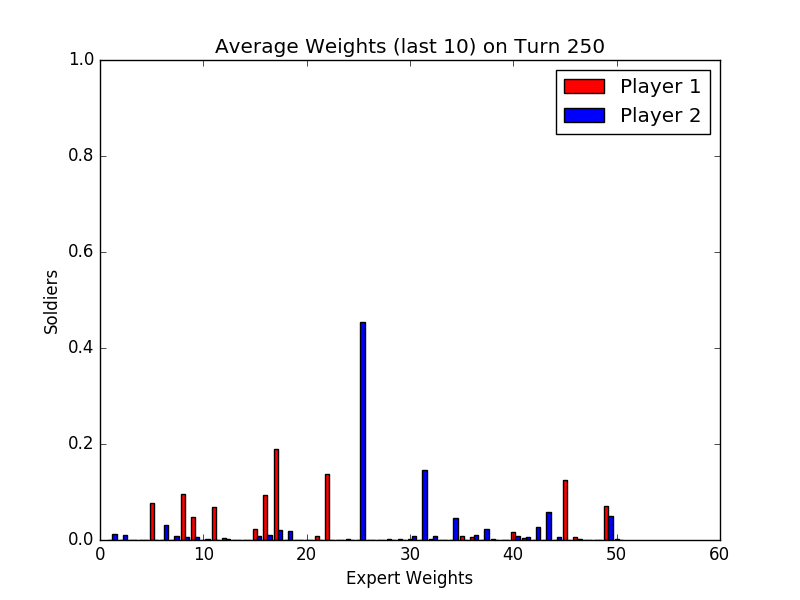 Average Weights (last 10) on Turn 250
1.0
0.8
0.6
0.4
0.2
0.0
Soldiers
Player 1
Player 2
0 10 20 30 40 50 60
Expert Weights